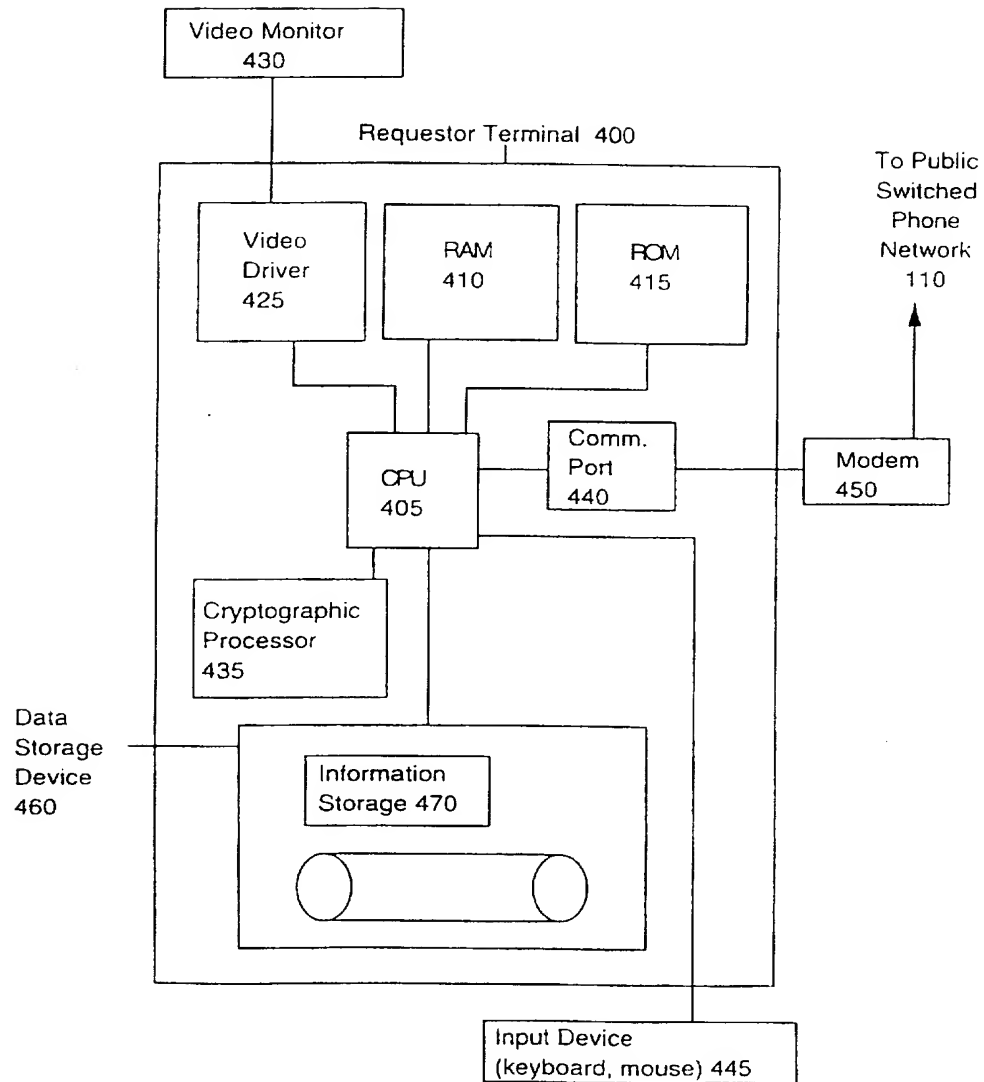 Video Monitor
430
Requestor Terminal 400
To Public
Switched
Phone
Network
110
Video
Driver
425
RAM
410
ROM
415
CPU
405
Comm.
Port
440
Modem
450
Cryptographic
Processor
435
Data
Storage
Device
460
Information
Storage 470
Input Device
(keyboard, mouse) 445